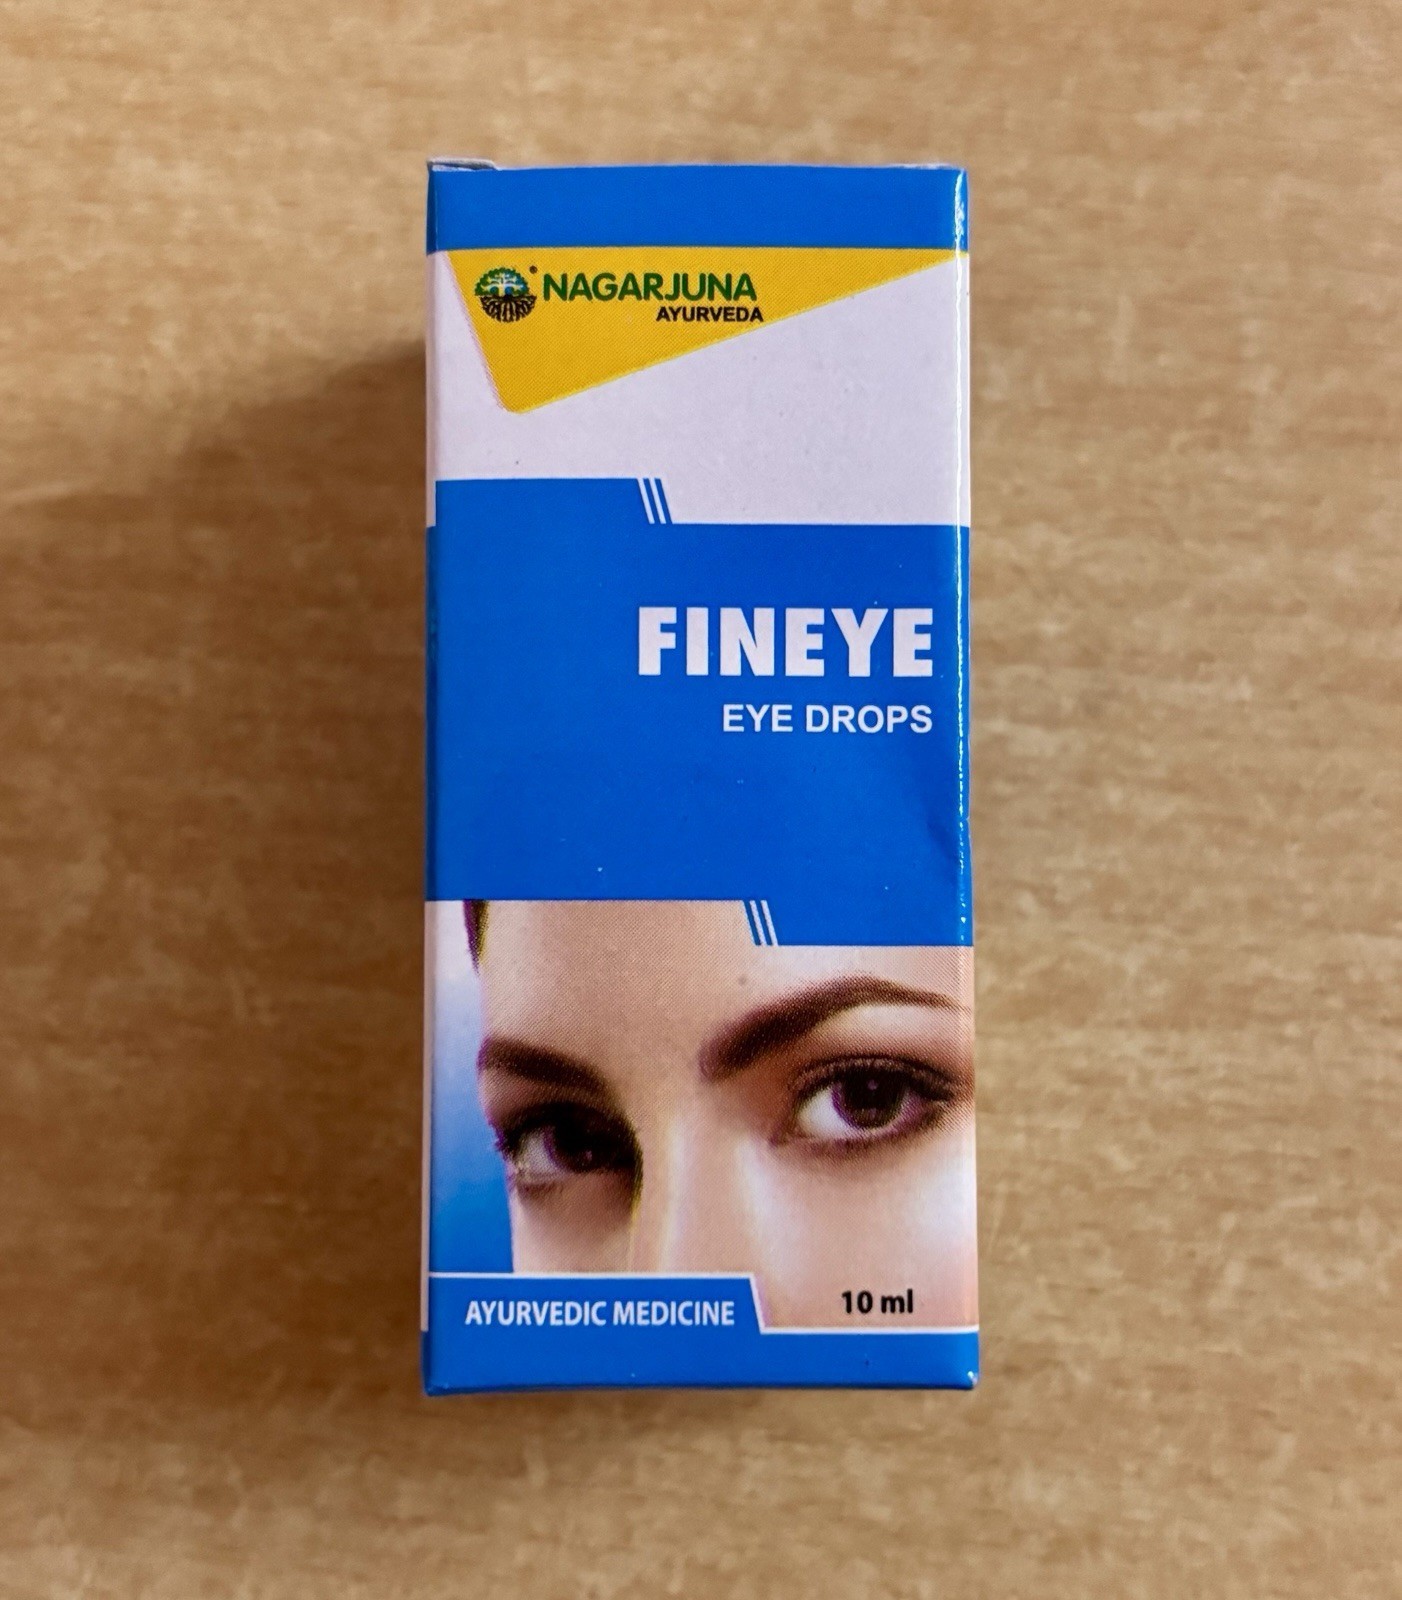 NAGARJUNA
AYURVEDA
FINEYE
EYE DROPS
AYURVEDIC MEDICINE
10 ml